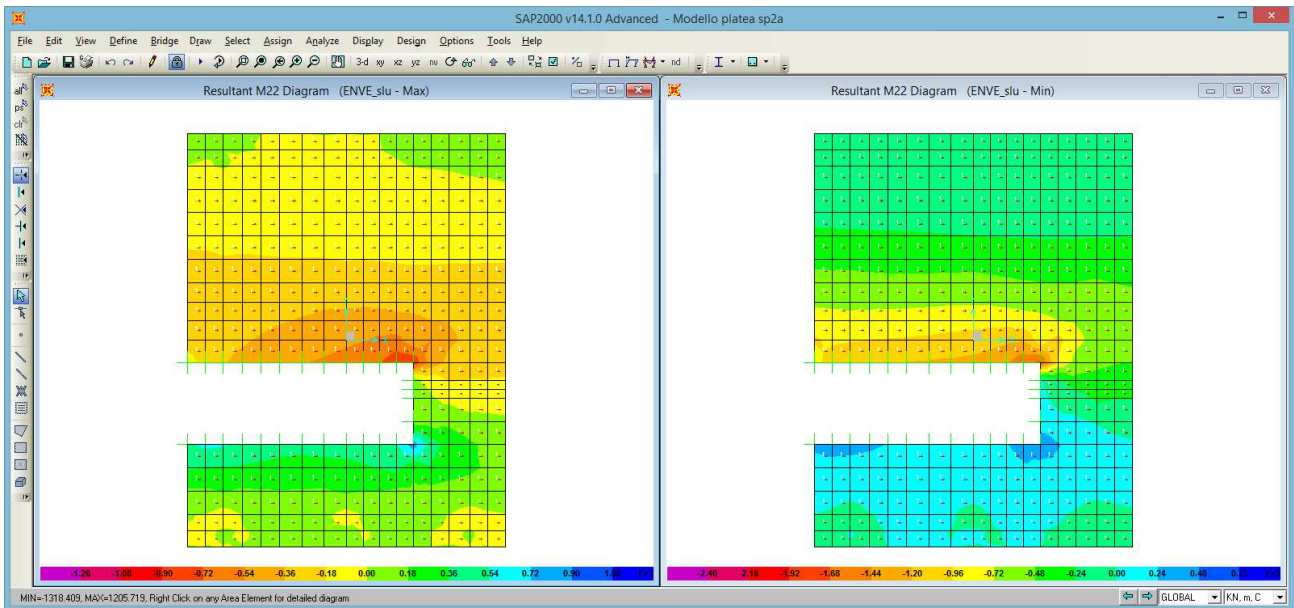 SAP2000 v14.1.0 Advanced - Modello platea sp2a
File Edit View Define Bridge Draw Select Assign Analyze Display Design Options Tools Help
3-d xy xz yz nv nd
all
ps
clr
Resultant M22 Diagram (ENVE_slu - Max)
Resultant M22 Diagram (ENVE_slu - Min)
-1.26 -1.08 -0.90 -0.72 -0.54 -0.36 -0.18 0.00 0.18 0.36 0.54 0.72 0.90
-2.40 -2.16 -1.92 -1.68 -1.44 -1.20 -0.96 -0.72 -0.48 -0.24 0.00 0.24 0.48
MIN=-1318.409, MAX=1205.719, Right Click on any Area Element for detailed diagram
GLOBAL
KN, m, C